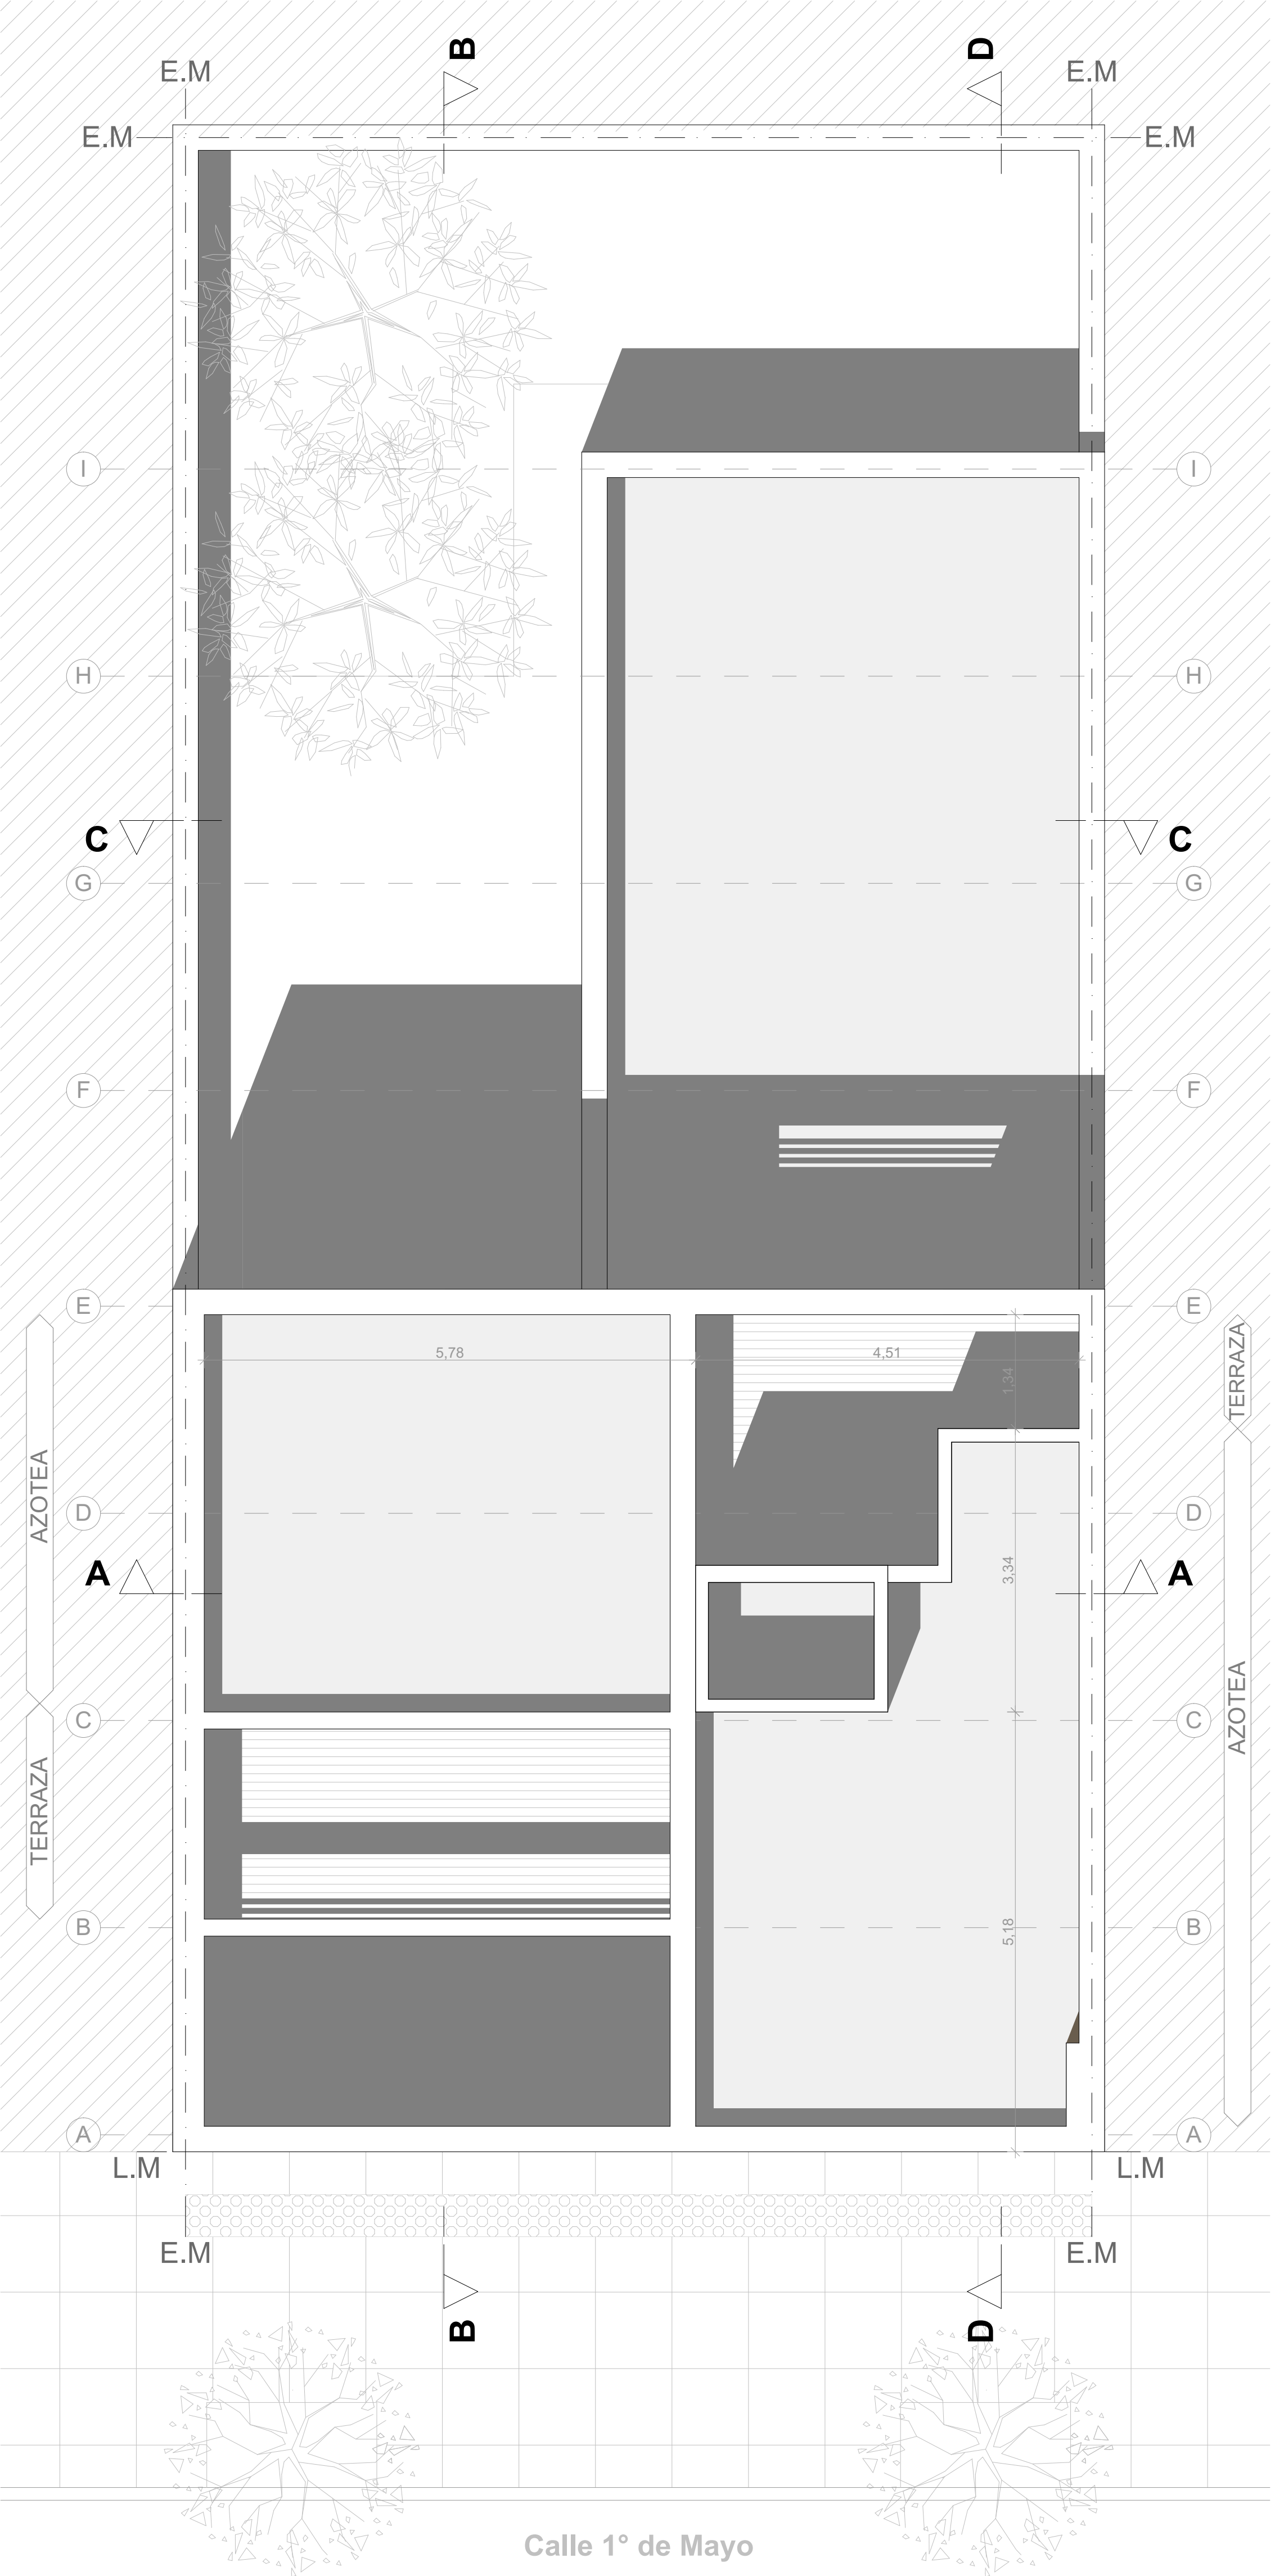 B D
E.M E.M
E.M E.M
I I
H H
C C
G G
F F
E E
TERRAZA
5,78 4,51
1,34
AZOTEA
D D
A A
3,34
AZOTEA
C C
TERRAZA
B B
5,18
A A
L.M L.M
E.M E.M
B D
Calle 1° de Mayo